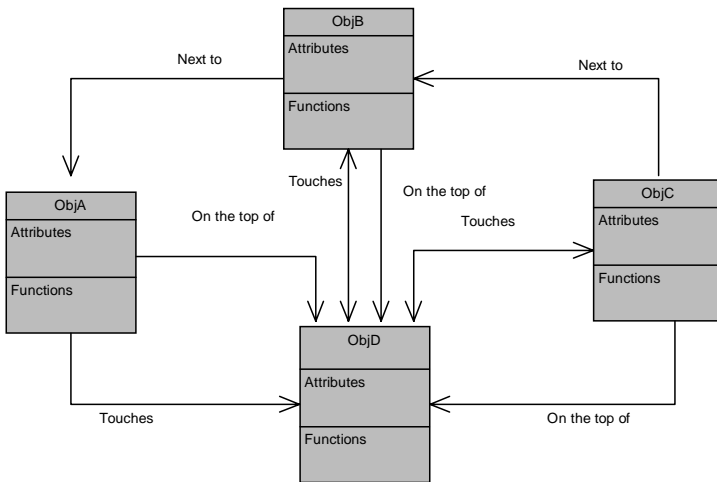 ObjB
Attributes
Functions
Next to
Next to
Touches
On the top of
ObjA
Attributes
Functions
On the top of
Touches
ObjC
Attributes
Functions
ObjD
Attributes
Functions
Touches
On the top of